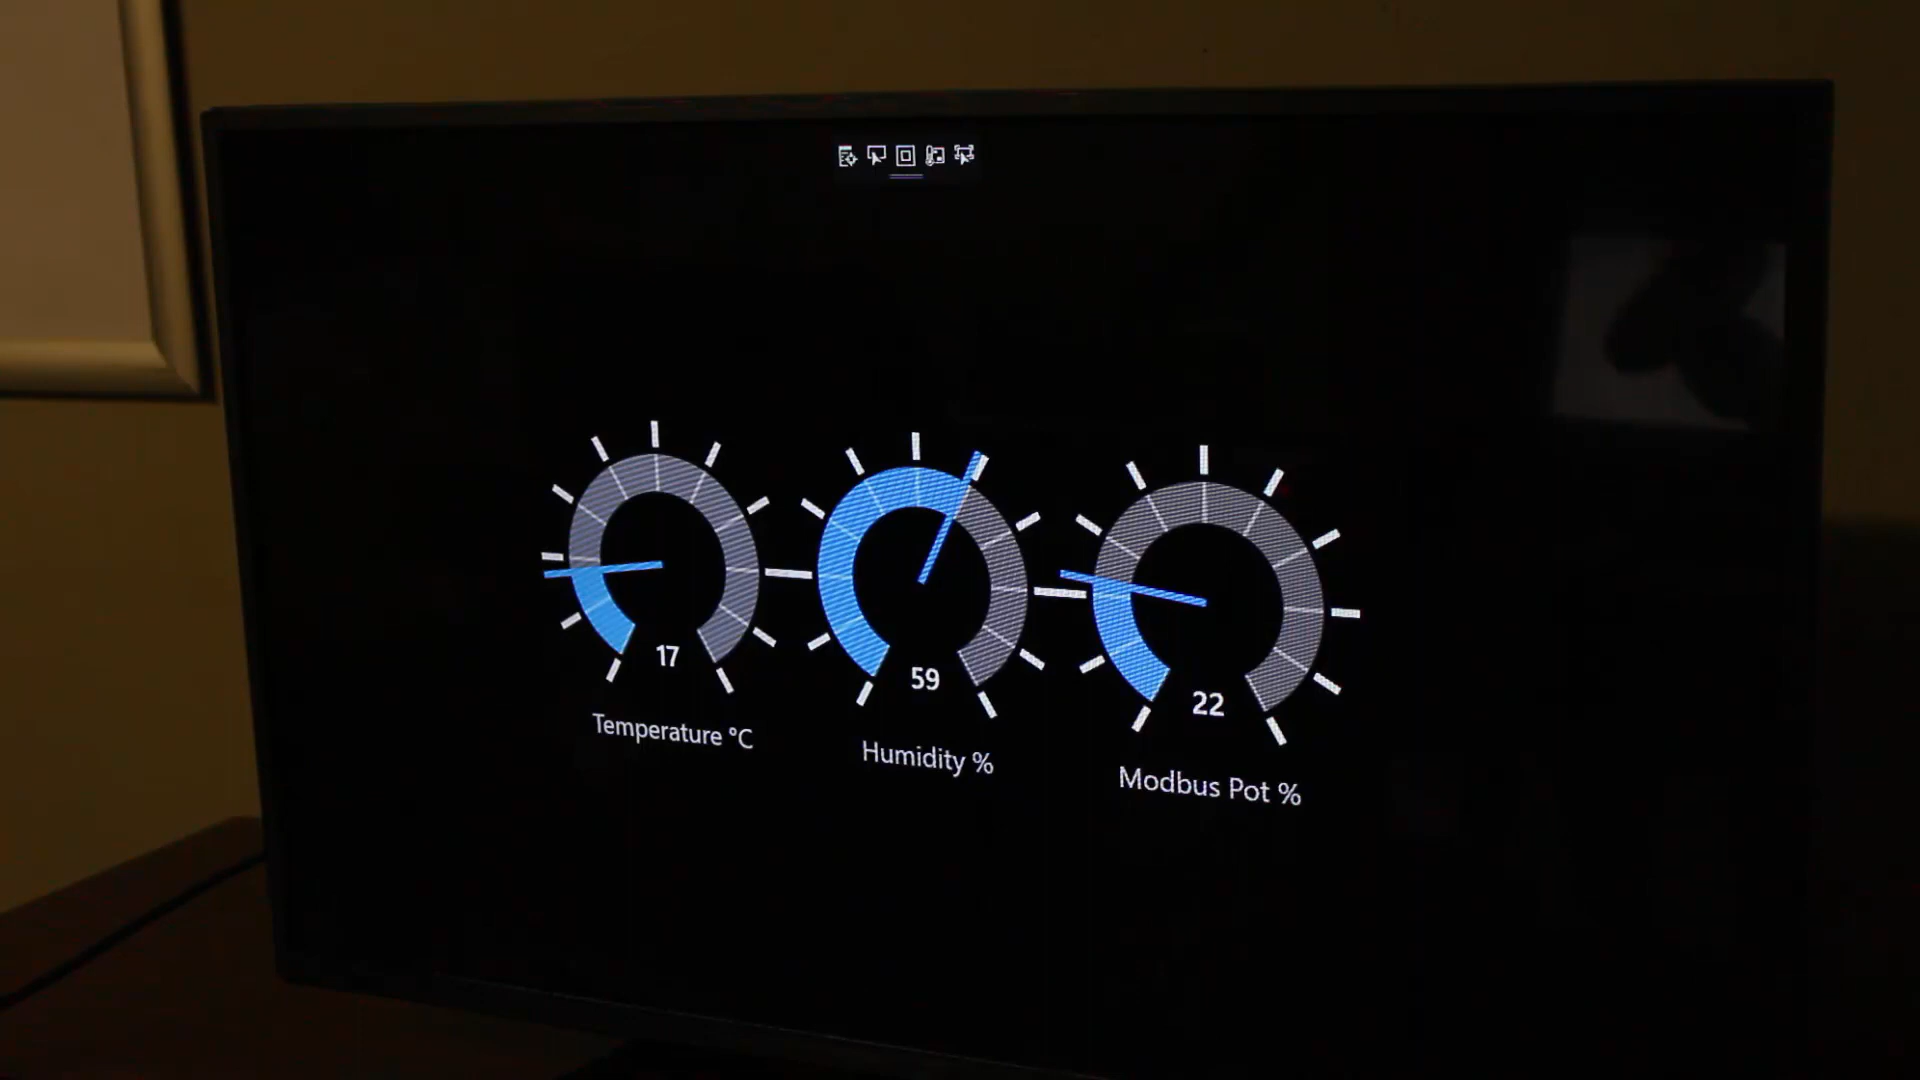 17
59
22
Temperature °C
Humidity %
Modbus Pot %